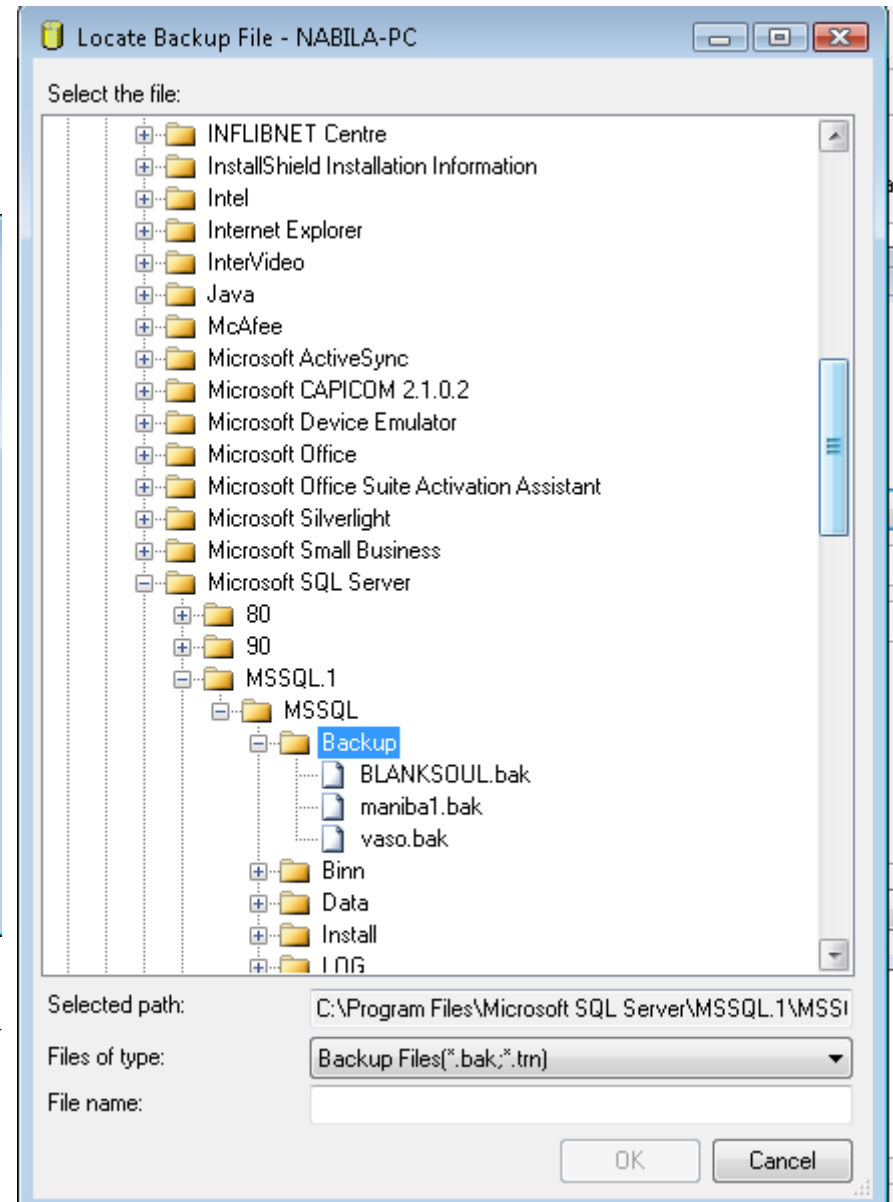 Locate Backup File - NABILA-PC
Select the file:
INFLIBNET Centre
InstallShield Installation Information
Intel
Internet Explorer
InterVideo
Java
McAfee
Microsoft ActiveSync
Microsoft CAPICOM 2.1.0.2
Microsoft Device Emulator
Microsoft Office
Microsoft Office Suite Activation Assistant
Microsoft Silverlight
Microsoft Small Business
Microsoft SQL Server
80
90
MSSQL.1
MSSQL
Backup
BLANKSOUL.bak
maniba1.bak
vaso.bak
Binn
Data
Install
LOG
Selected path: C:\Program Files\Microsoft SQL Server\MSSQL.1\MSS
Files of type: Backup Files(*.bak;*.trn)
File name:
OK Cancel